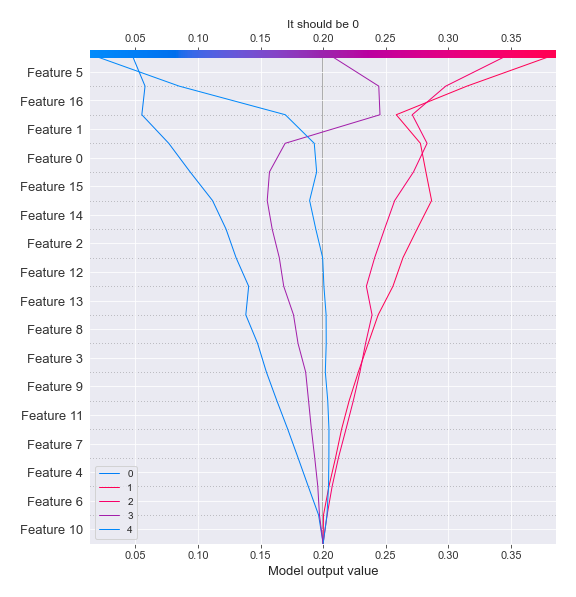 It should be 0
0.05 0.10 0.15 0.20 0.25 0.30 0.35
Feature 5
Feature 16
Feature 1
Feature 0
Feature 15
Feature 14
Feature 2
Feature 12
Feature 13
Feature 8
Feature 3
Feature 9
Feature 11
Feature 7
Feature 4
Feature 6
Feature 10
0
1
2
3
4
0.05 0.10 0.15 0.20 0.25 0.30 0.35
Model output value